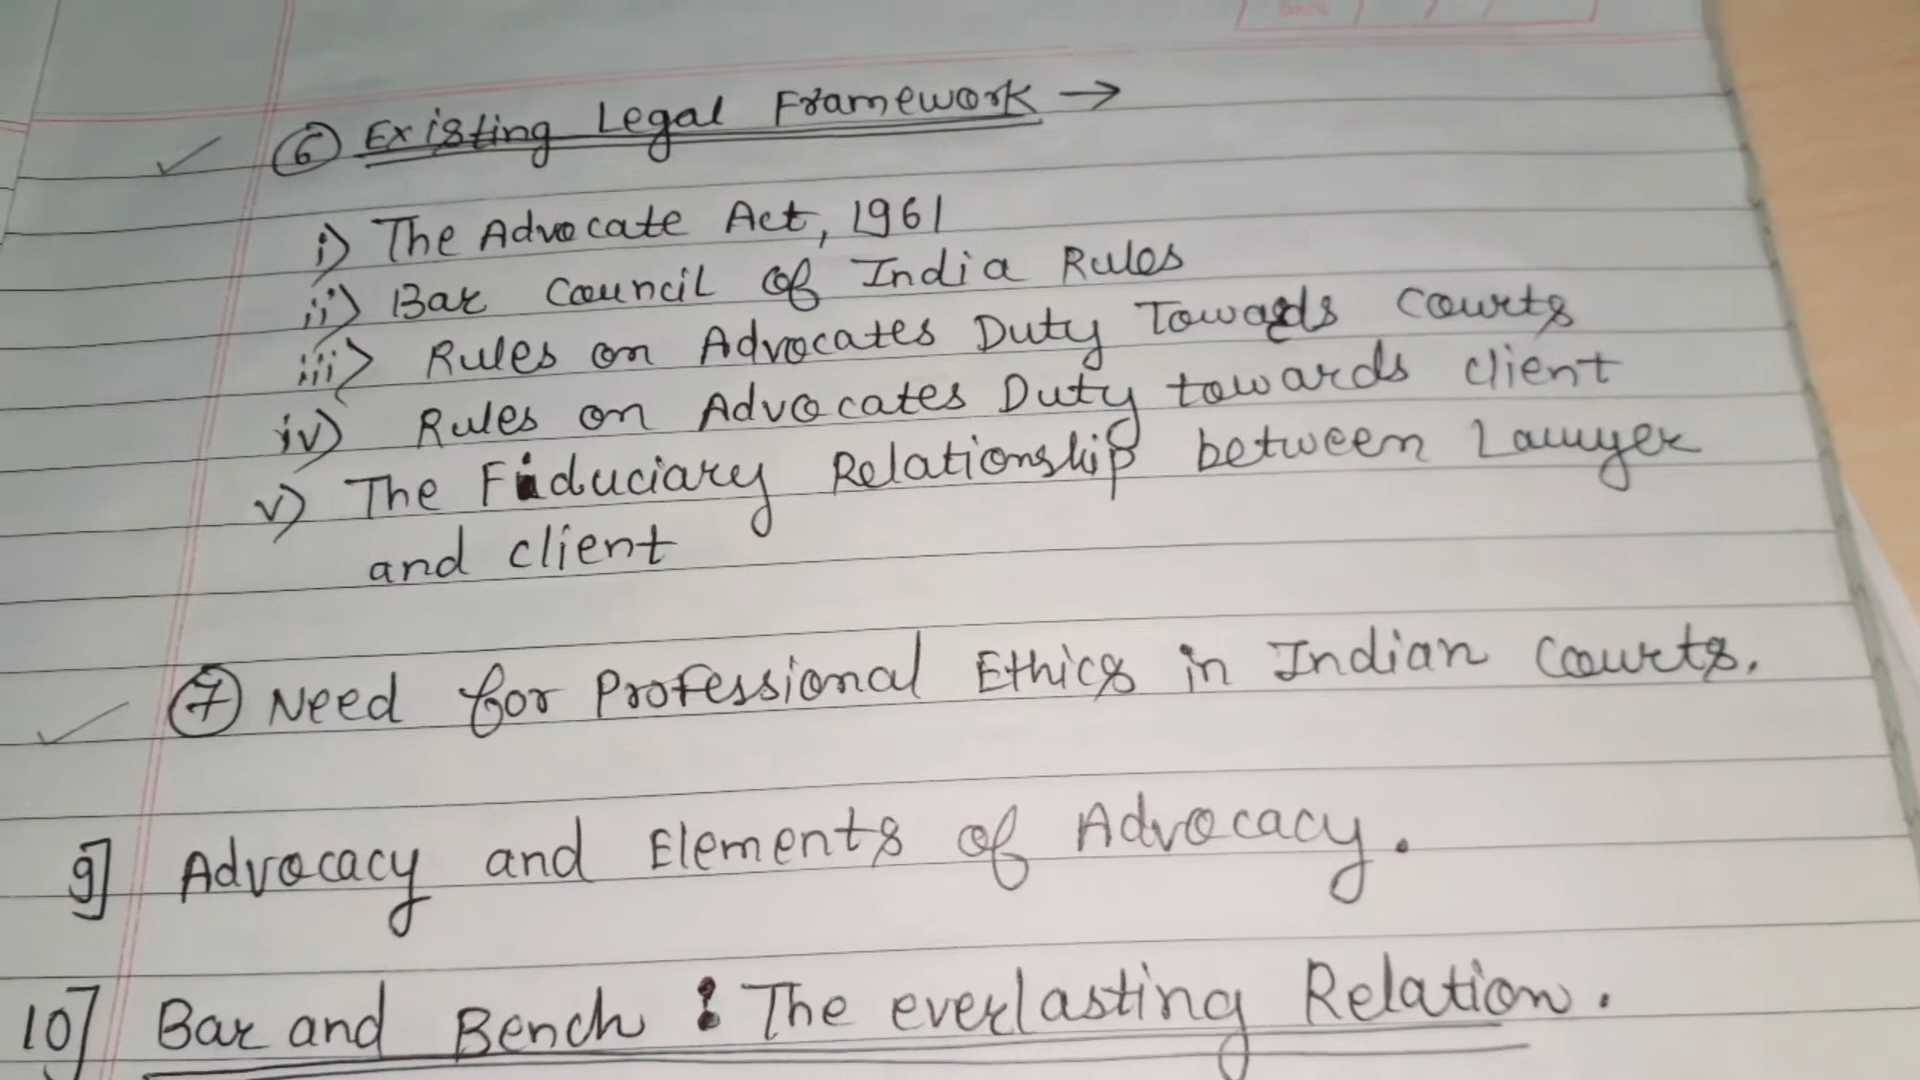 ⑥ Existing Legal Framework →
i) The Advocate Act, 1961
ii) Bar Council of India Rules
iii) Rules on Advocates Duty Towards Courts
iv) Rules on Advocates Duty towards client
v) The Fiduciary Relationship between Lawyer
and client
⑦ Need for Professional Ethics in Indian Courts.
9] Advocacy and Elements of Advocacy.
10] Bar and Bench : The everlasting Relation.